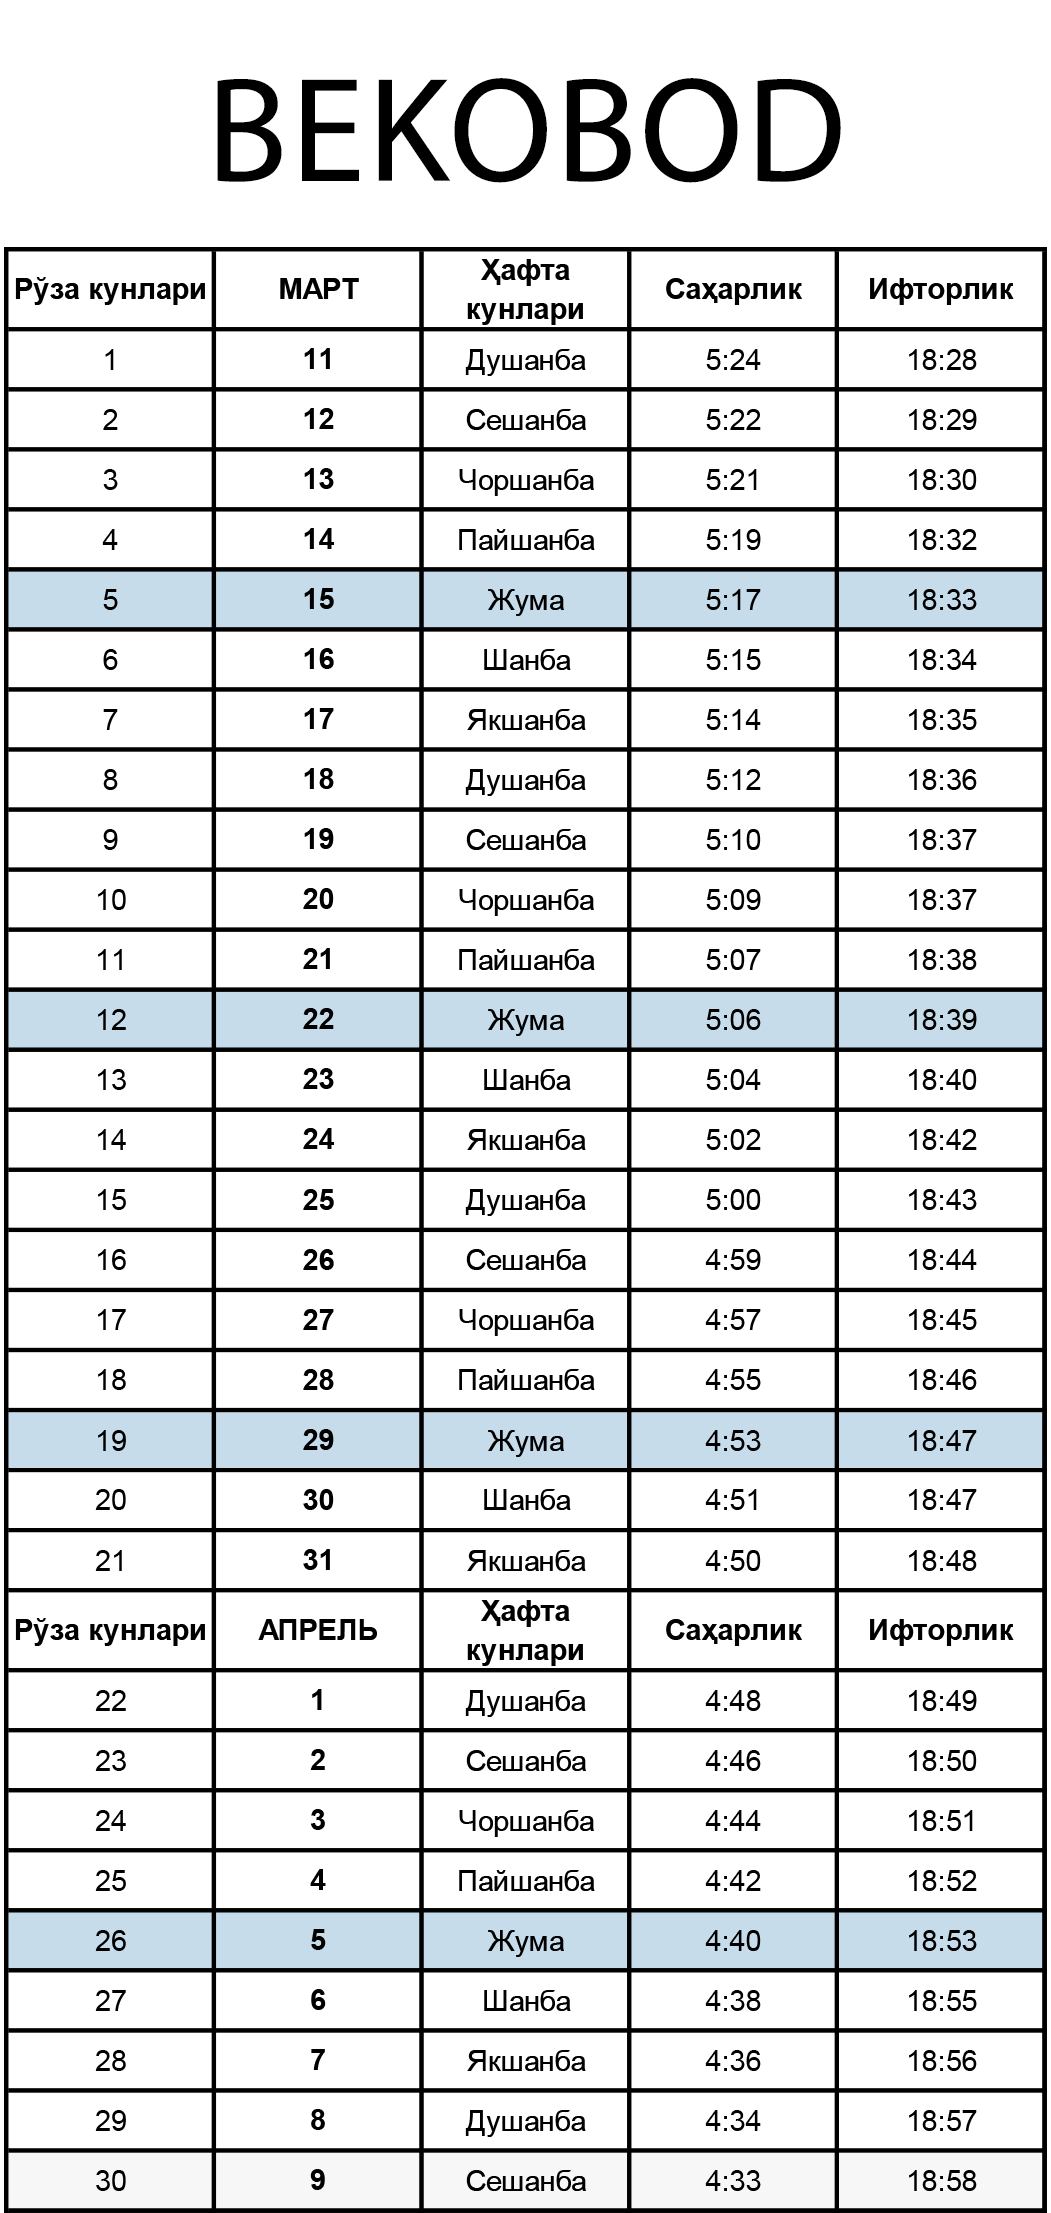 BEKOBOD
Рўза кунлари МАРТ Ҳафта кунлари Саҳарлик Ифторлик
1 11 Душанба 5:24 18:28
2 12 Сешанба 5:22 18:29
3 13 Чоршанба 5:21 18:30
4 14 Пайшанба 5:19 18:32
5 15 Жума 5:17 18:33
6 16 Шанба 5:15 18:34
7 17 Якшанба 5:14 18:35
8 18 Душанба 5:12 18:36
9 19 Сешанба 5:10 18:37
10 20 Чоршанба 5:09 18:37
11 21 Пайшанба 5:07 18:38
12 22 Жума 5:06 18:39
13 23 Шанба 5:04 18:40
14 24 Якшанба 5:02 18:42
15 25 Душанба 5:00 18:43
16 26 Сешанба 4:59 18:44
17 27 Чоршанба 4:57 18:45
18 28 Пайшанба 4:55 18:46
19 29 Жума 4:53 18:47
20 30 Шанба 4:51 18:47
21 31 Якшанба 4:50 18:48
Рўза кунлари АПРЕЛЬ Ҳафта кунлари Саҳарлик Ифторлик
22 1 Душанба 4:48 18:49
23 2 Сешанба 4:46 18:50
24 3 Чоршанба 4:44 18:51
25 4 Пайшанба 4:42 18:52
26 5 Жума 4:40 18:53
27 6 Шанба 4:38 18:55
28 7 Якшанба 4:36 18:56
29 8 Душанба 4:34 18:57
30 9 Сешанба 4:33 18:58